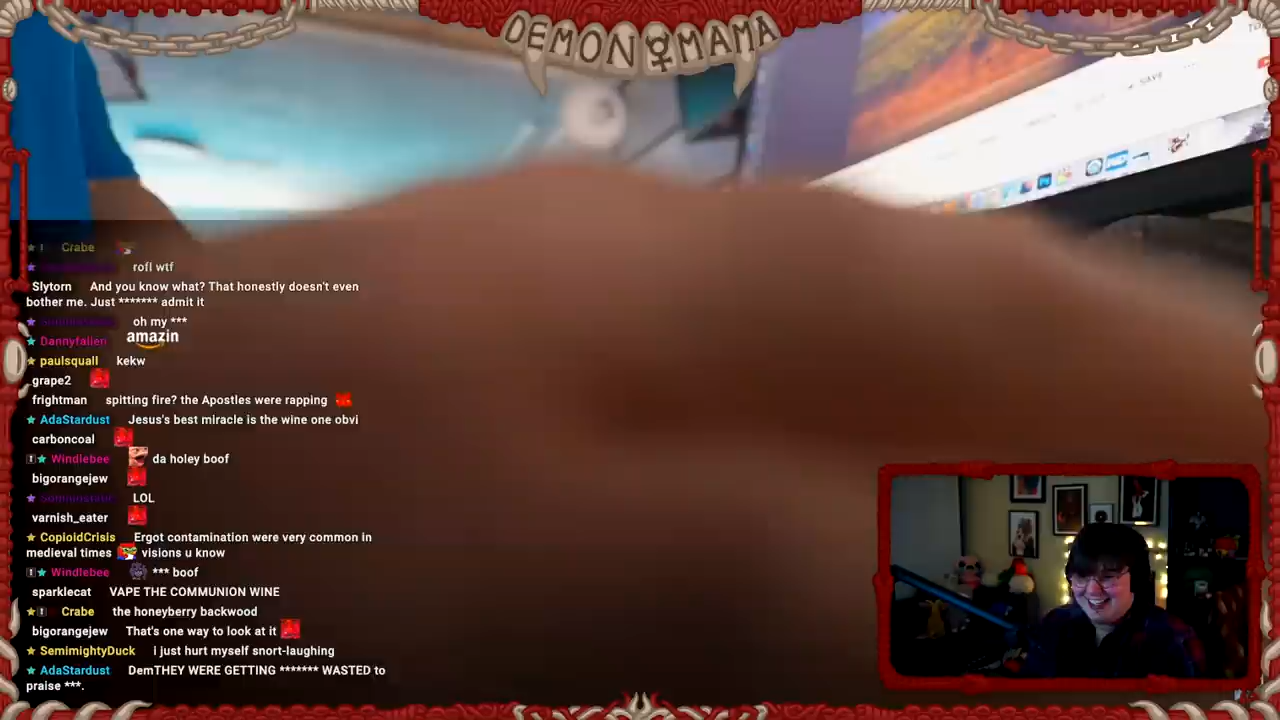 DEMON MAMA
SAVE
Crabe
rofl wtf
Slytorn And you know what? That honestly doesn't even
bother me. Just ******* admit it
oh my ***
Dannyfallen amazin
paulsquall kekw
grape2
frightman spitting fire? the Apostles were rapping
AdaStardust Jesus's best miracle is the wine one obvi
carboncoal
Windlebee da holey boof
bigorangejew
LOL
varnish_eater
CopioidCrisis Ergot contamination were very common in
medieval times visions u know
Windlebee *** boof
sparklecat VAPE THE COMMUNION WINE
Crabe the honeyberry backwood
bigorangejew That's one way to look at it
SemimightyDuck i just hurt myself snort-laughing
AdaStardust DemTHEY WERE GETTING ******* WASTED to
praise ***.